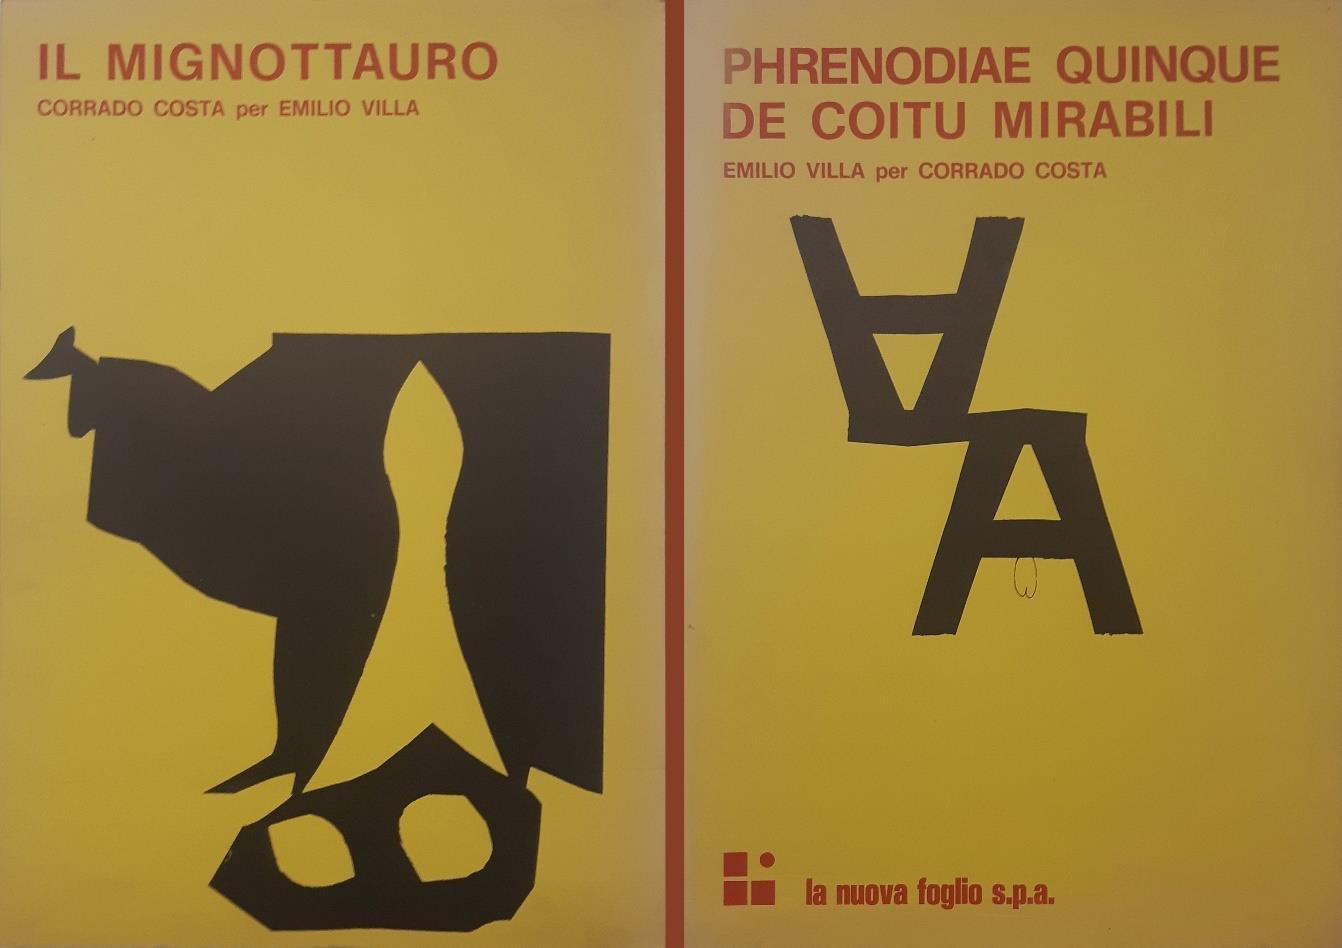 IL MIGNOTTAURO
CORRADO COSTA per EMILIO VILLA
PHRENODIAE QUINQUE
DE COITU MIRABILI
EMILIO VILLA per CORRADO COSTA
la nuova foglio s.p.a.